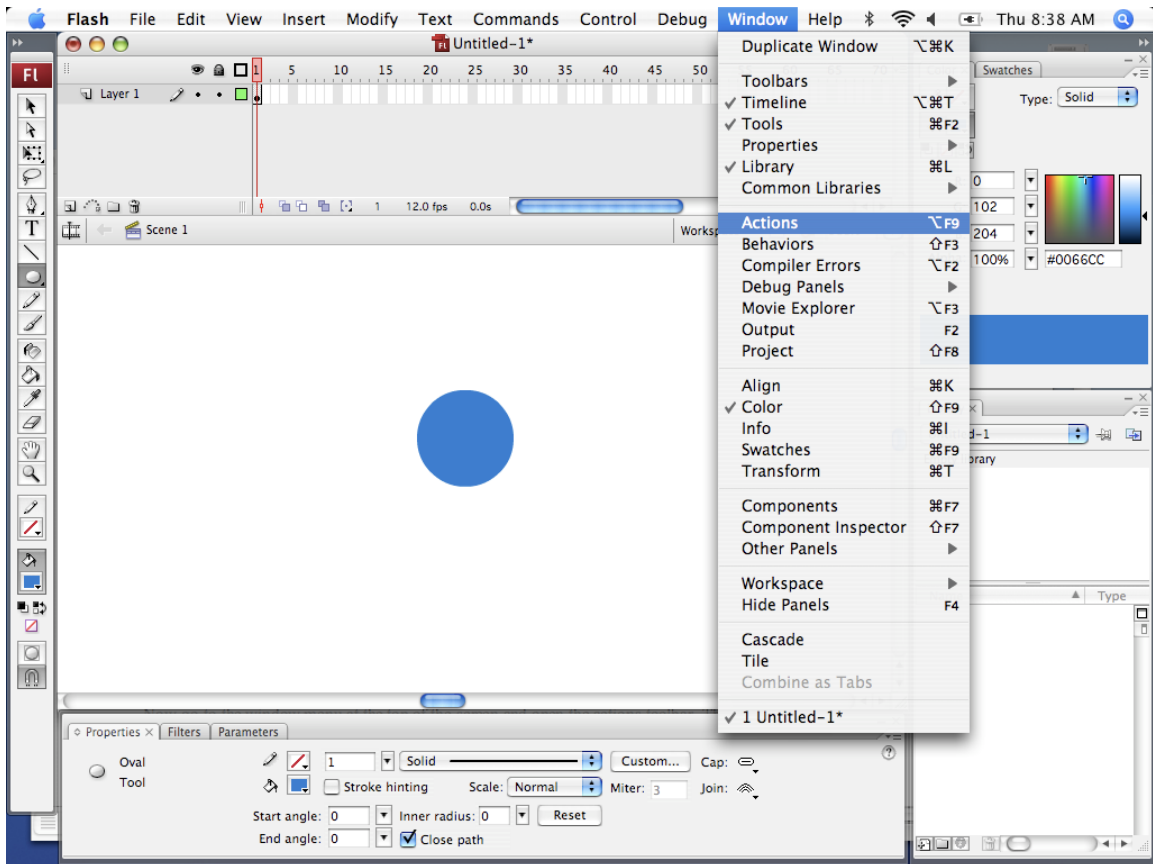 Flash File Edit View Insert Modify Text Commands Control Debug Window Help Thu 8:38 AM
Untitled-1*
Fl
1 5 10 15 20 25 30 35 40 45 50
Layer 1
1 12.0 fps 0.0s
Scene 1
Worksp
T
Duplicate Window ⌥⌘K
Toolbars
✓ Timeline ⌥⌘T
✓ Tools ⌘F2
Properties
✓ Library ⌘L
Common Libraries
Actions ⌥F9
Behaviors ⇧F3
Compiler Errors ⌥F2
Debug Panels
Movie Explorer ⌥F3
Output F2
Project ⇧F8
Align ⌘K
✓ Color ⇧F9
Info ⌘I
Swatches ⌘F9
Transform ⌘T
Components ⌘F7
Component Inspector ⇧F7
Other Panels
Workspace
Hide Panels F4
Cascade
Tile
Combine as Tabs
✓ 1 Untitled-1*
Swatches
Type: Solid
0
102
204
100% #0066CC
d-1
brary
Type
Properties × Filters Parameters
Oval
Tool
1 Solid Custom... Cap:
Stroke hinting Scale: Normal Miter: 3 Join:
Start angle: 0 Inner radius: 0 Reset
End angle: 0 Close path